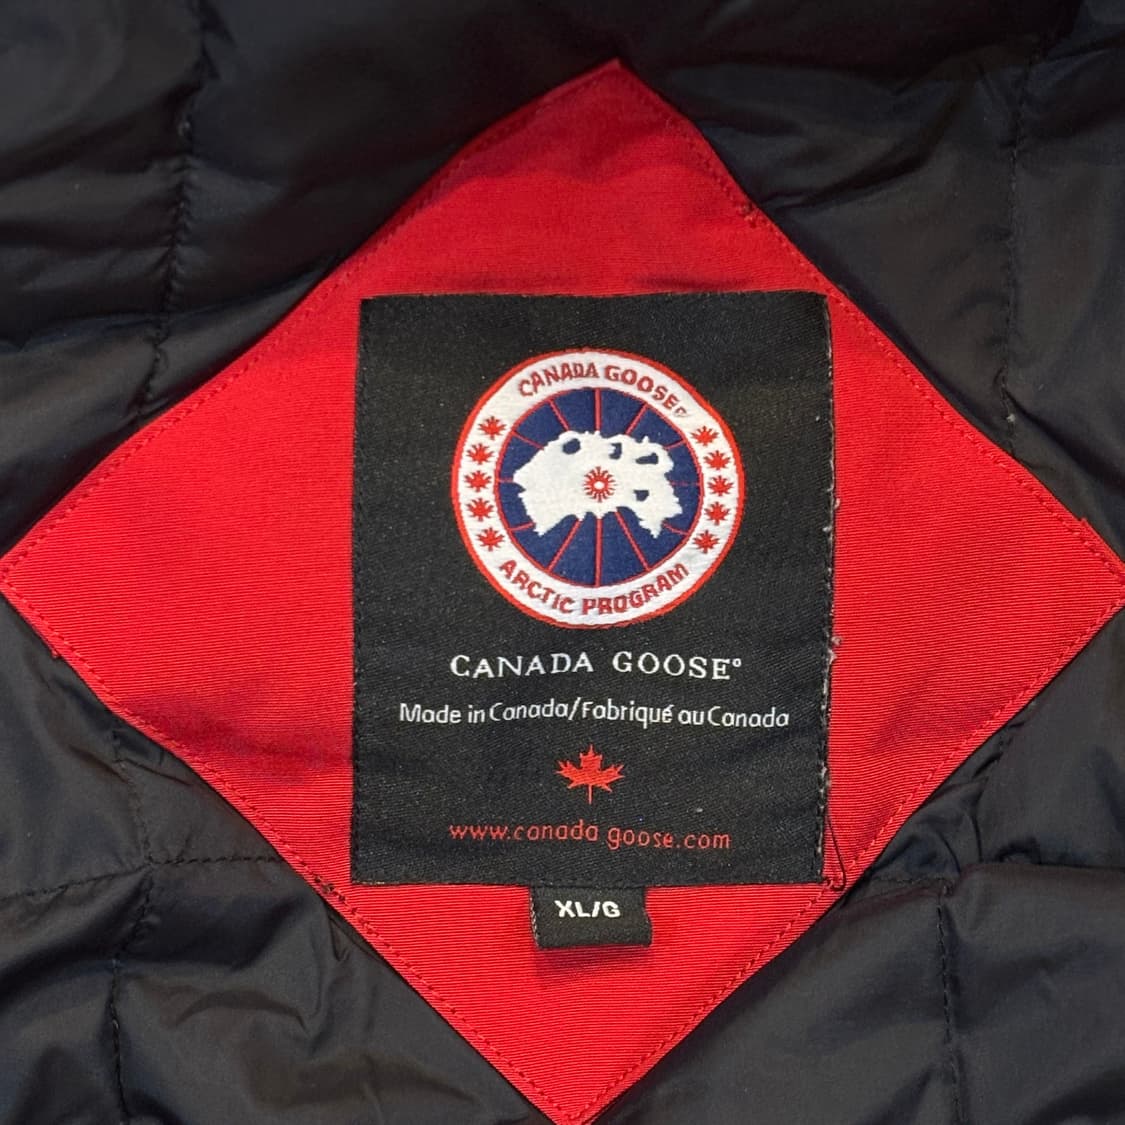 CANADA GOOSE®
ARCTIC PROGRAM
CANADA GOOSE®
Made in Canada/Fabriqué au Canada
www.canada goose.com
XL/G